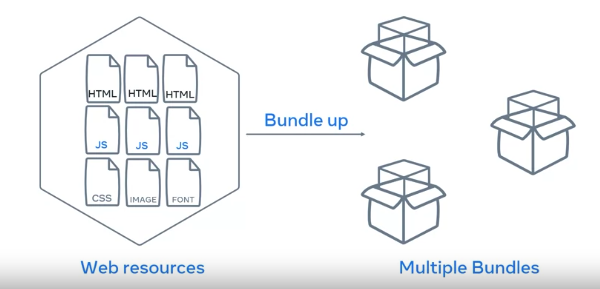 HTML HTML HTML
JS JS JS
CSS IMAGE FONT
Bundle up
Web resources
Multiple Bundles